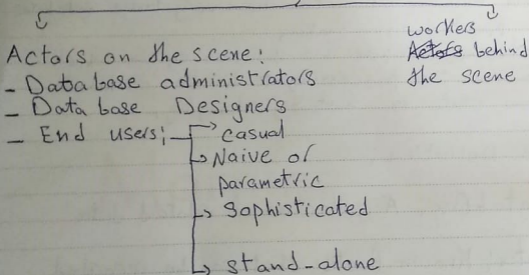 Actors on the scene:
- Database administrators
- Database Designers
- End users:
casual
Naive or
parametric
Sophisticated
stand-alone
workers
Actors behind
the scene